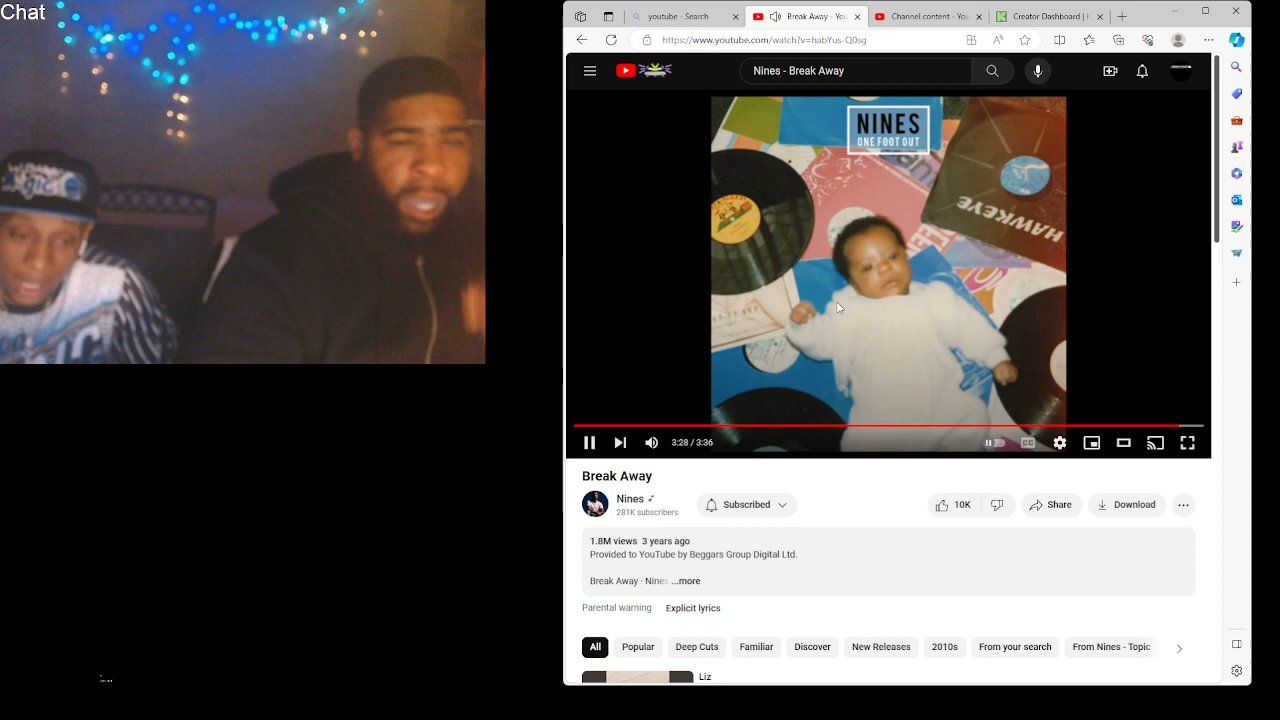 Chat
youtube - Search
Break Away - You
Channel content - You
Creator Dashboard | K
https://www.youtube.com/watch?v=habYus-Q0sg
Nines - Break Away
NINES
ONE FOOT OUT
HAWKEYE
3:28 / 3:36
CC
Break Away
Nines
281K subscribers
Subscribed
10K
Share
Download
1.8M views 3 years ago
Provided to YouTube by Beggars Group Digital Ltd.
Break Away · Nines ...more
Parental warning Explicit lyrics
All Popular Deep Cuts Familiar Discover New Releases 2010s From your search From Nines - Topic
Liz